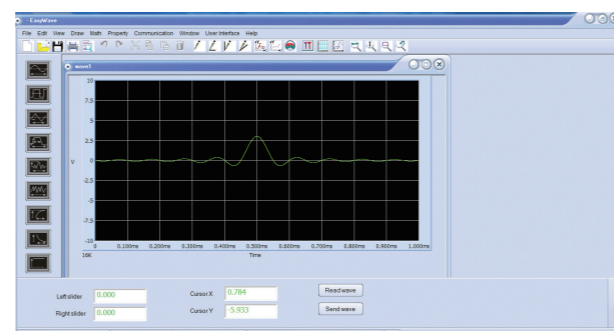 EasyWave
File Edit View Draw Math Property Communication Window User Interface Help
wave1
10
7.5
5
2.5
V 0
-2.5
-5
-7.5
-10
0 0.100ms 0.200ms 0.300ms 0.400ms 0.500ms 0.600ms 0.700ms 0.800ms 0.900ms 1.000ms
16K Time
Left slider 0.000 Cursor X 0.784 Read wave
Right slider 0.000 Cursor Y -5.933 Send wave